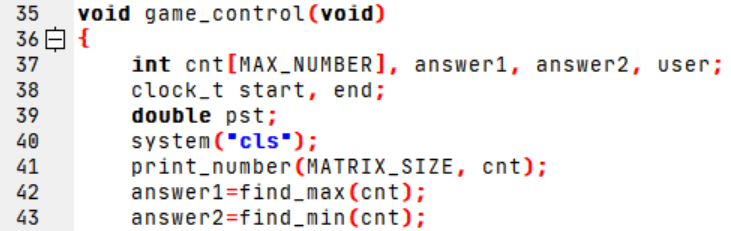 35 void game_control(void)
36 {
37 int cnt[MAX_NUMBER], answer1, answer2, user;
38 clock_t start, end;
39 double pst;
40 system("cls");
41 print_number(MATRIX_SIZE, cnt);
42 answer1=find_max(cnt);
43 answer2=find_min(cnt);